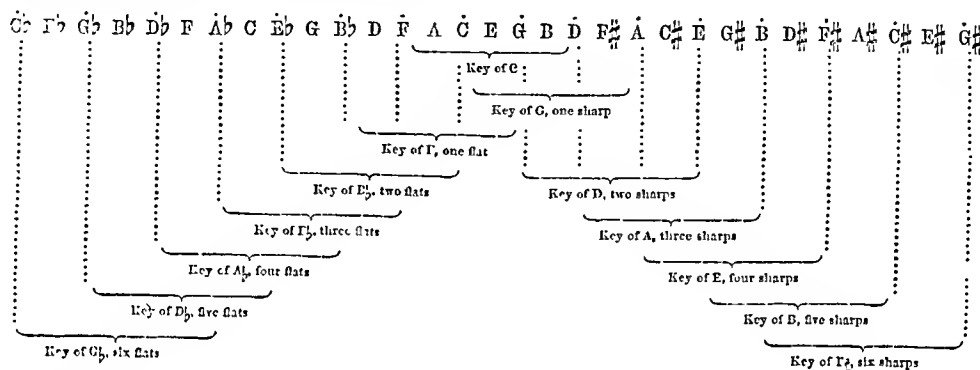 Ċ♭ E♭ Ġ♭ B♭ Ḋ♭ F Ȧ♭ C Ė♭ G Ḃ♭ D Ḟ A Ċ E Ġ B Ḋ F♯ Ȧ C♯ Ė G♯ Ḃ D♯ Ḟ♯ A♯ Ċ♯ E♯ Ġ♯
Key of C
Key of G, one sharp
Key of F, one flat
Key of B♭, two flats
Key of D, two sharps
Key of E♭, three flats
Key of A, three sharps
Key of A♭, four flats
Key of E, four sharps
Key of D♭, five flats
Key of B, five sharps
Key of G♭, six flats
Key of F♯, six sharps